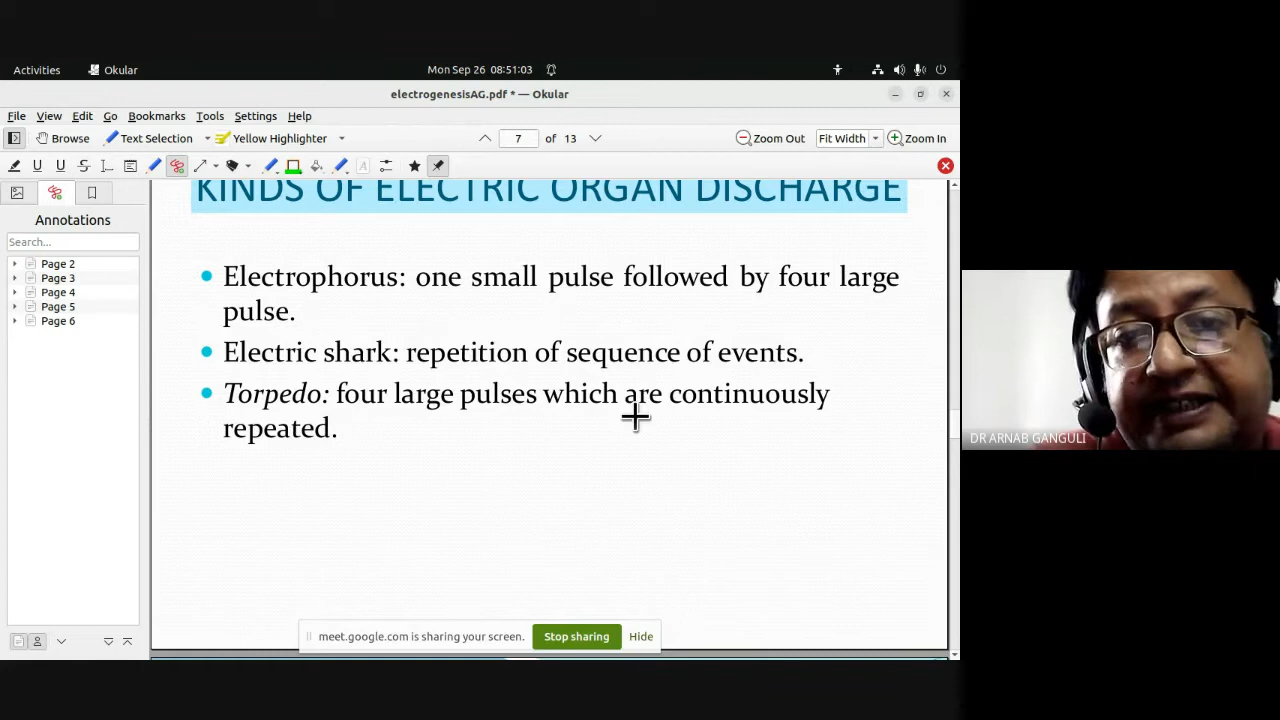 Activities Okular Mon Sep 26 08:51:03
electrogenesisAG.pdf * — Okular
File View Edit Go Bookmarks Tools Settings Help
Browse Text Selection Yellow Highlighter 7 of 13 Zoom Out Fit Width Zoom In
Annotations
Search...
Page 2
Page 3
Page 4
Page 5
Page 6
KINDS OF ELECTRIC ORGAN DISCHARGE
• Electrophorus: one small pulse followed by four large
pulse.
• Electric shark: repetition of sequence of events.
• Torpedo: four large pulses which are continuously
repeated.
meet.google.com is sharing your screen. Stop sharing Hide
DR ARNAB GANGULI